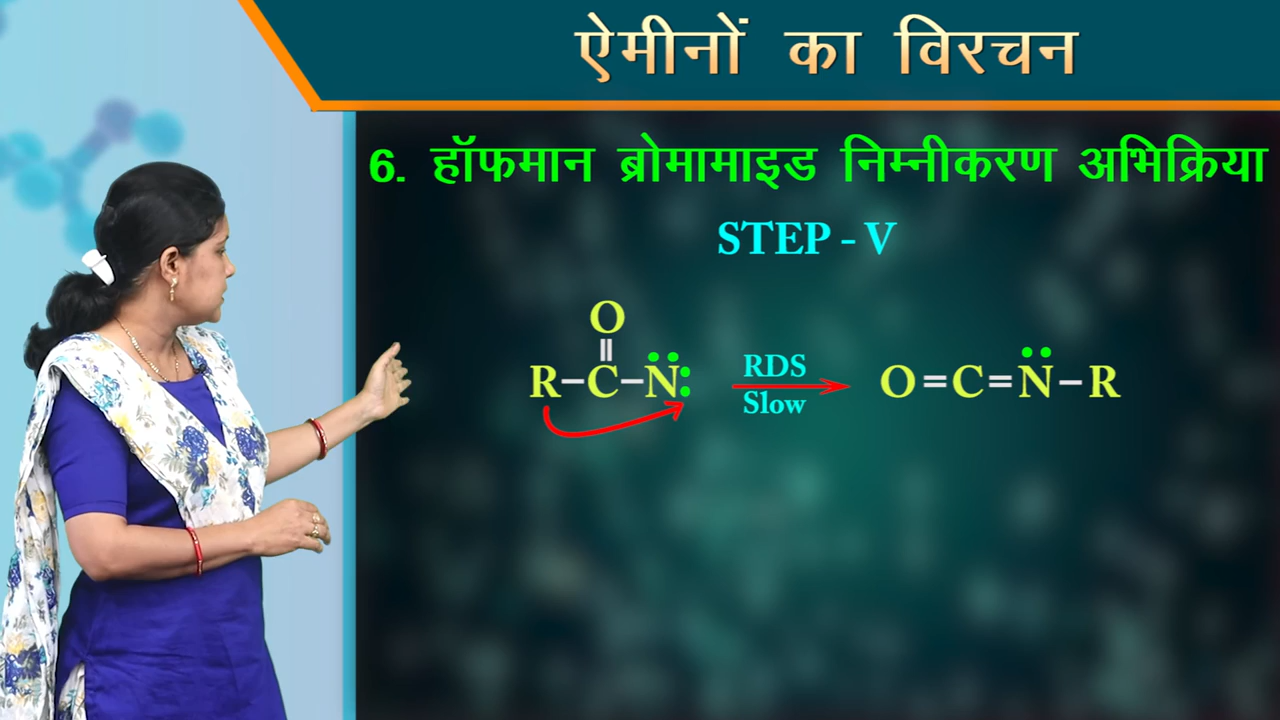 ऐमीनों का विरचन
6. हॉफमान ब्रोमामाइड निम्नीकरण अभिक्रिया
STEP - V
O
||
R–C–N̈: RDS Slow O=C=N̈–R